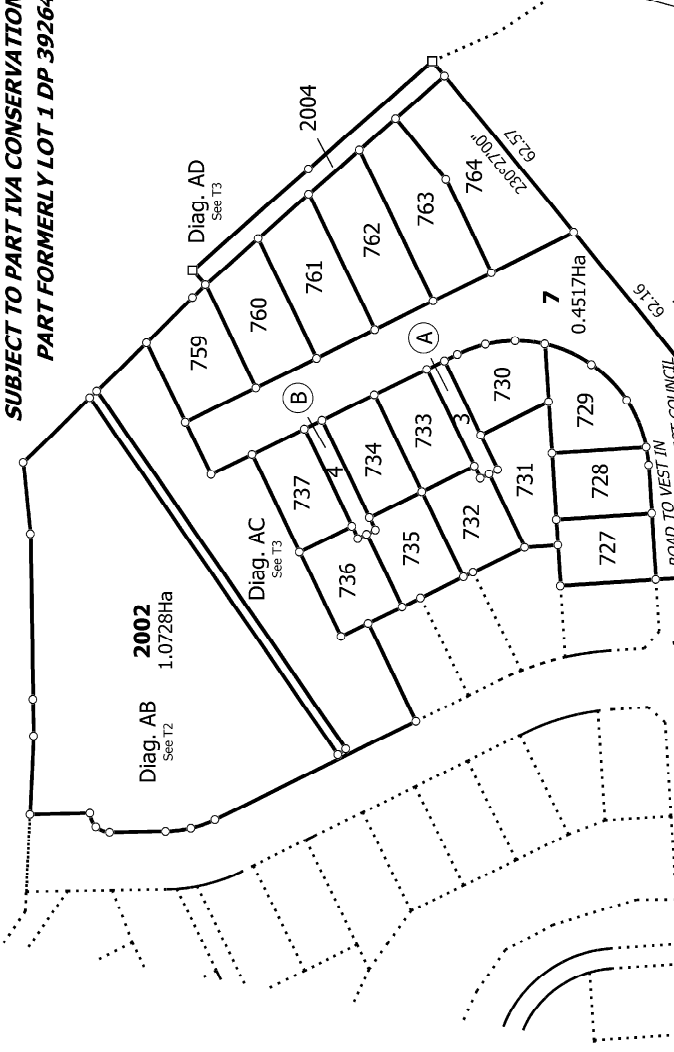 SUBJECT TO PART IVA CONSERVATION
PART FORMERLY LOT 1 DP 39264
2004
Diag. AD
See T3
764
230°27'00"
62.57
763
762
761
760
759
7
0.4517Ha
62.16
A
B
730
729
3
733
4
734
737
731
728
727
732
735
736
Diag. AC
See T3
2002
1.0728Ha
Diag. AB
See T2
ROAD TO VEST IN
COUNCIL